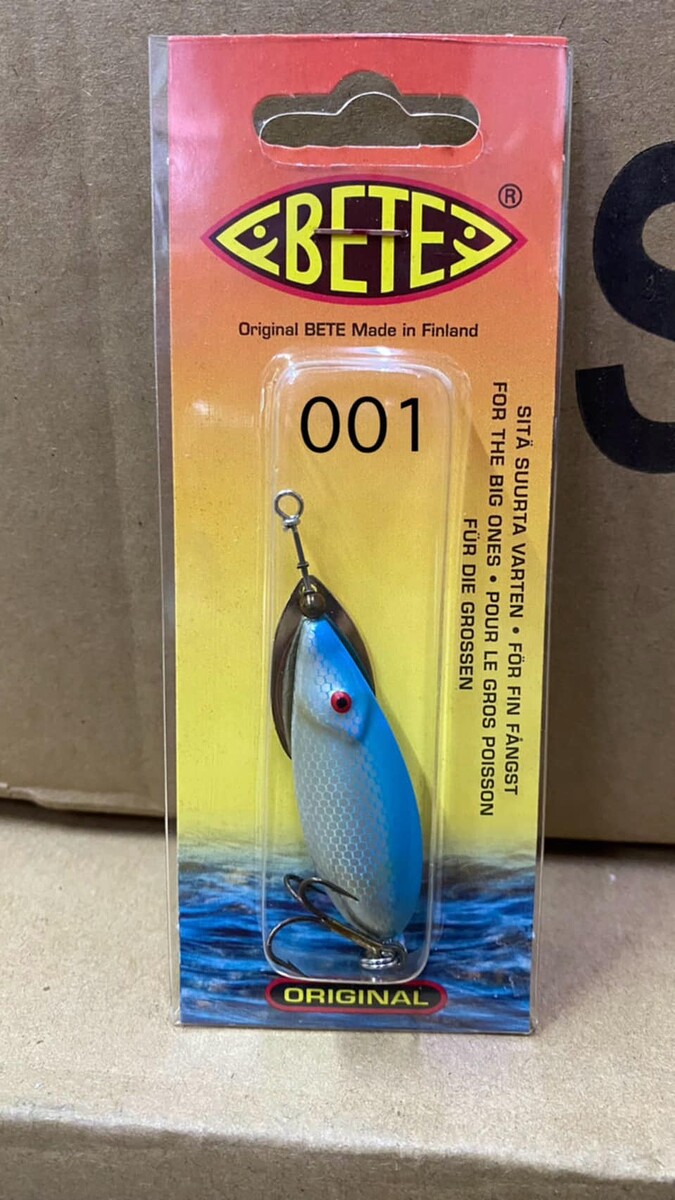 BETE
®
Original BETE Made in Finland
001
SITÄ SUURTA VARTEN • FÖR FIN FÅNGST
FOR THE BIG ONES • POUR LE GROS POISSON
FÜR DIE GROSSEN
ORIGINAL
S